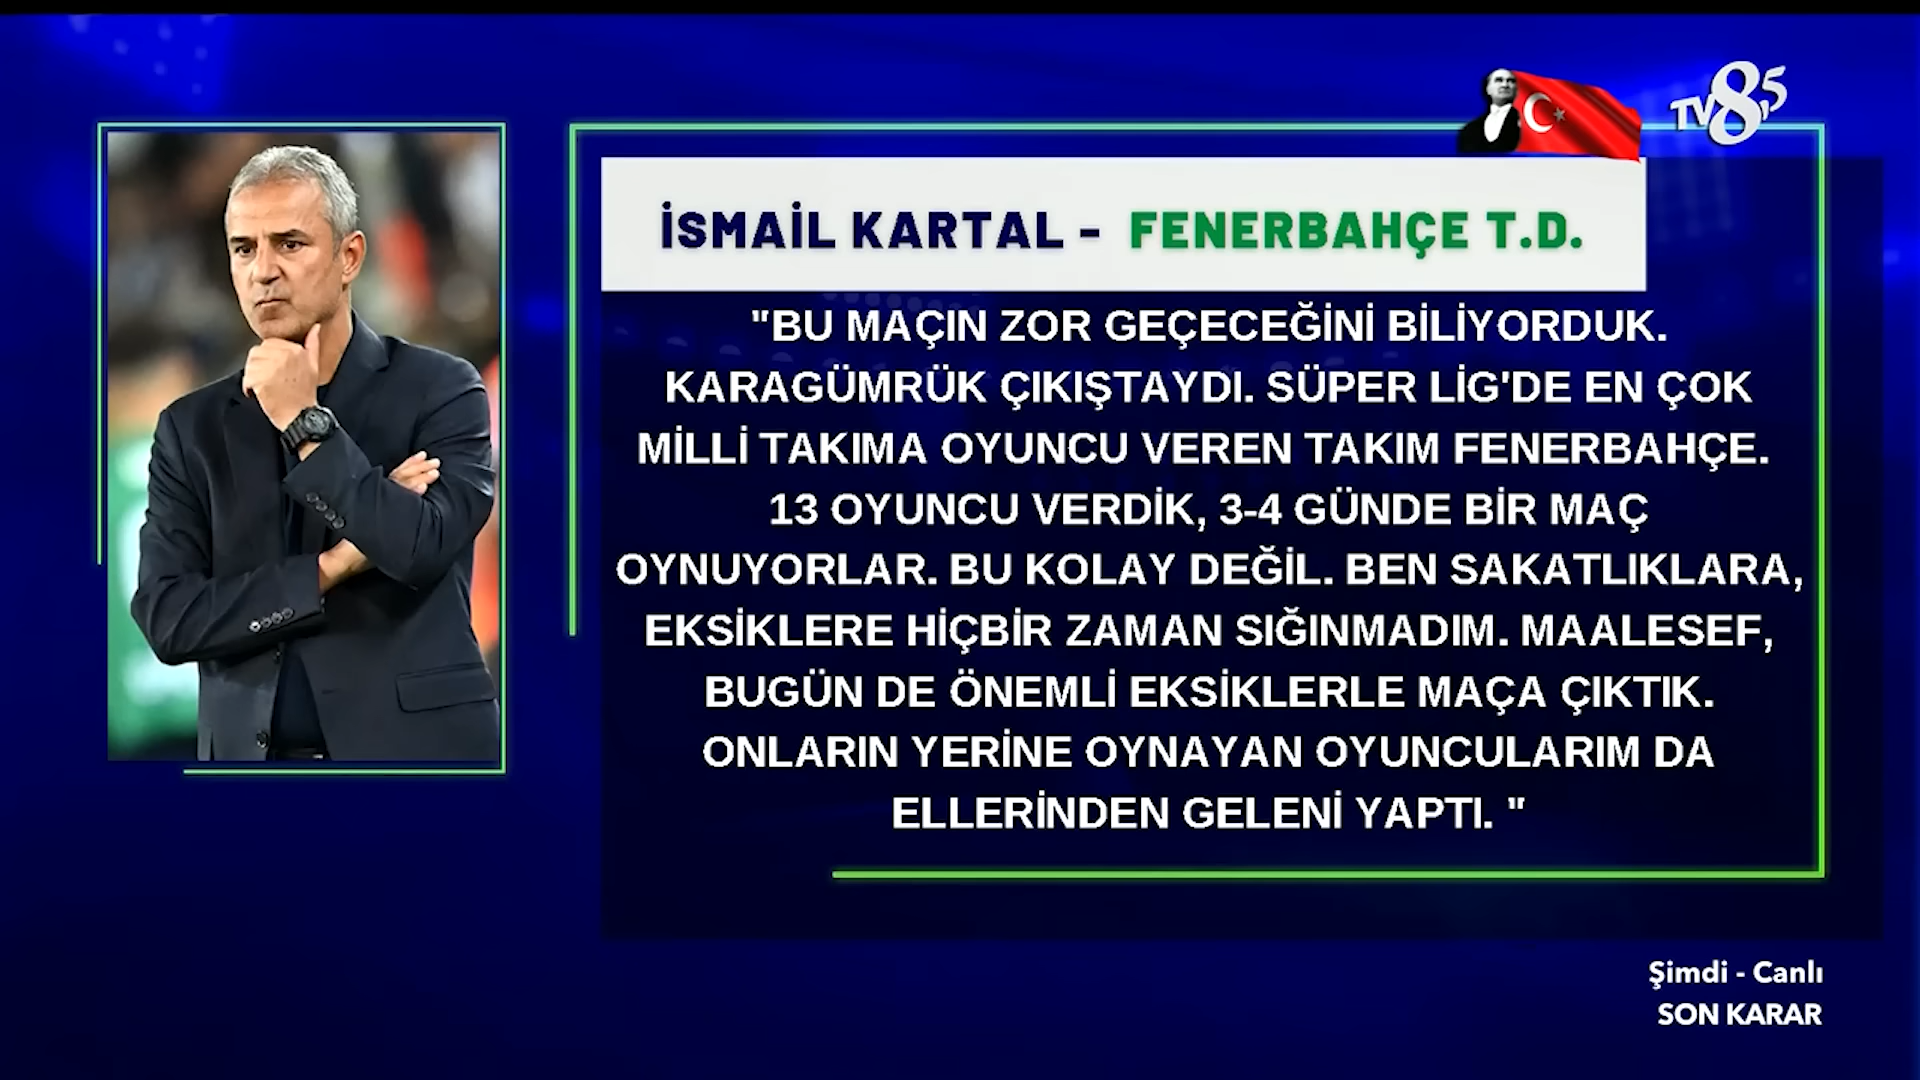 TV8,5
İSMAİL KARTAL - FENERBAHÇE T.D.
"BU MAÇIN ZOR GEÇECEĞİNİ BİLİYORDUK.
KARAGÜMRÜK ÇIKIŞTAYDI. SÜPER LİG'DE EN ÇOK
MİLLİ TAKIMA OYUNCU VEREN TAKIM FENERBAHÇE.
13 OYUNCU VERDİK, 3-4 GÜNDE BİR MAÇ
OYNUYORLAR. BU KOLAY DEĞİL. BEN SAKATLIKLARA,
EKSİKLERE HİÇBİR ZAMAN SIĞINMADIM. MAALESEF,
BUGÜN DE ÖNEMLİ EKSİKLERLE MAÇA ÇIKTIK.
ONLARIN YERİNE OYNAYAN OYUNCULARIM DA
ELLERİNDEN GELENİ YAPTI. "
Şimdi - Canlı
SON KARAR